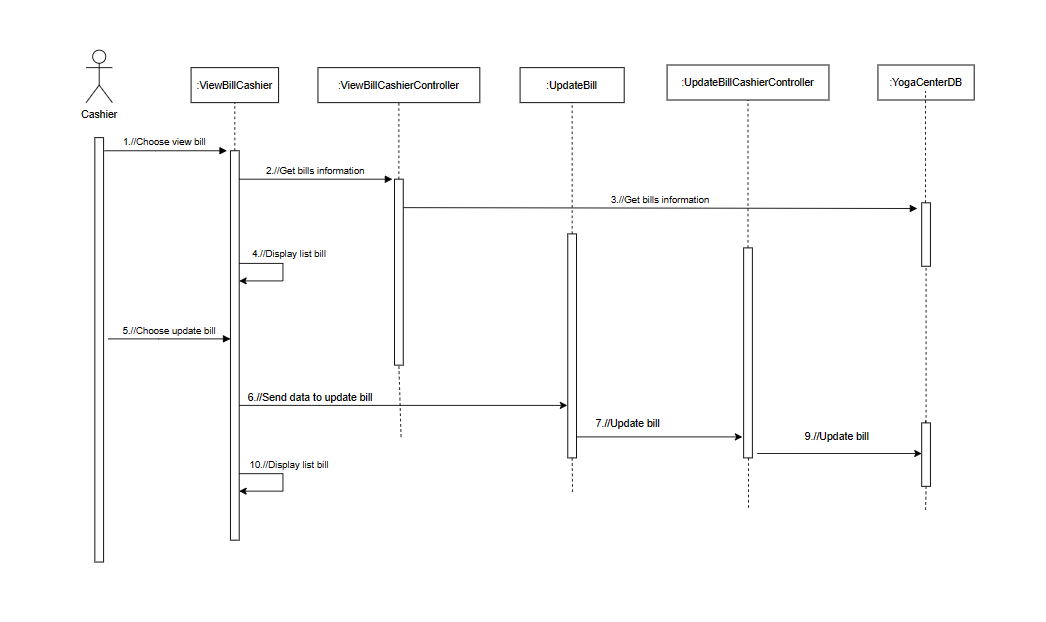 :ViewBillCashier
:ViewBillCashierController
:UpdateBill
:UpdateBillCashierController
:YogaCenterDB
Cashier
1.//Choose view bill
2.//Get bills information
3.//Get bills information
4.//Display list bill
5.//Choose update bill
6.//Send data to update bill
7.//Update bill
9.//Update bill
10.//Display list bill